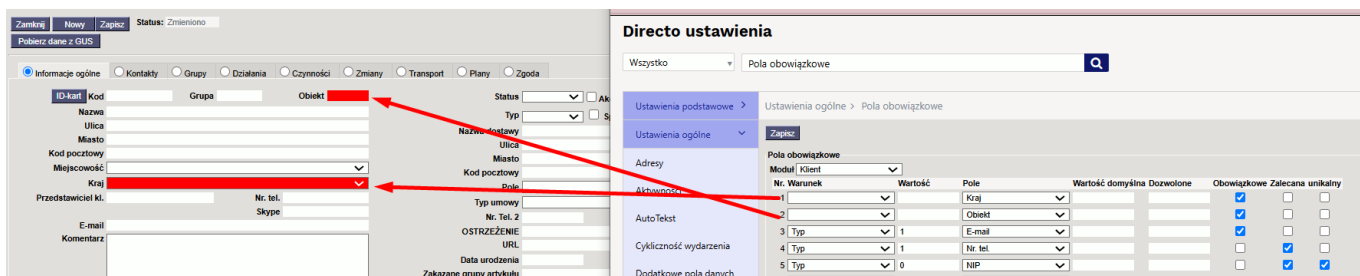 Zamknij Nowy Zapisz Status: Zmieniono
Pobierz dane z GUS
Informacje ogólne Kontakty Grupy Działania Czynności Zmiany Transport Plany Zgoda
ID-kart Kod Grupa Obiekt
Nazwa
Ulica
Miasto
Kod pocztowy
Miejscowość
Kraj
Przedstawiciel kl. Nr. tel.
Skype
E-mail
Komentarz
Status
Typ
Nazwa dostawy
Ulica
Miasto
Kod pocztowy
Pole
Typ umowy
Nr. Tel. 2
OSTRZEŻENIE
URL
Data urodzenia
Zakazane grupy artykułu
Directo ustawienia
Wszystko Pola obowiązkowe
Ustawienia podstawowe >
Ustawienia ogólne
Adresy
Aktywności
AutoTekst
Cykliczność wydarzenia
Dodatkowe pola danych
Ustawienia ogólne > Pola obowiązkowe
Zapisz
Pola obowiązkowe
Moduł Klient
Nr. Warunek Wartość Pole Wartość domyślna Dozwolone Obowiązkowe Zalecana unikalny
1 Kraj
2 Obiekt
3 Typ 1 E-mail
4 Typ 1 Nr. tel.
5 Typ 0 NIP